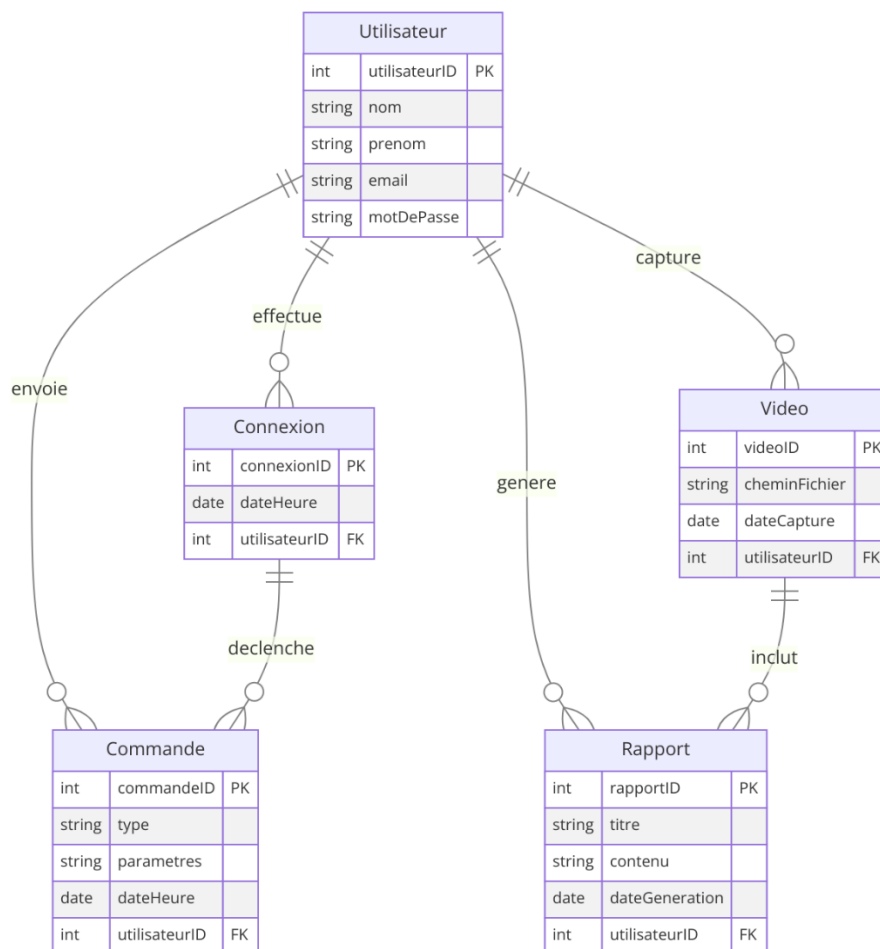 Utilisateur
int utilisateurID PK
string nom
string prenom
string email
string motDePasse
capture
effectue
envoie
Connexion
int connexionID PK
date dateHeure
int utilisateurID FK
Video
int videoID PK
string cheminFichier
date dateCapture
int utilisateurID FK
genere
declenche
inclut
Commande
int commandeID PK
string type
string parametres
date dateHeure
int utilisateurID FK
Rapport
int rapportID PK
string titre
string contenu
date dateGeneration
int utilisateurID FK